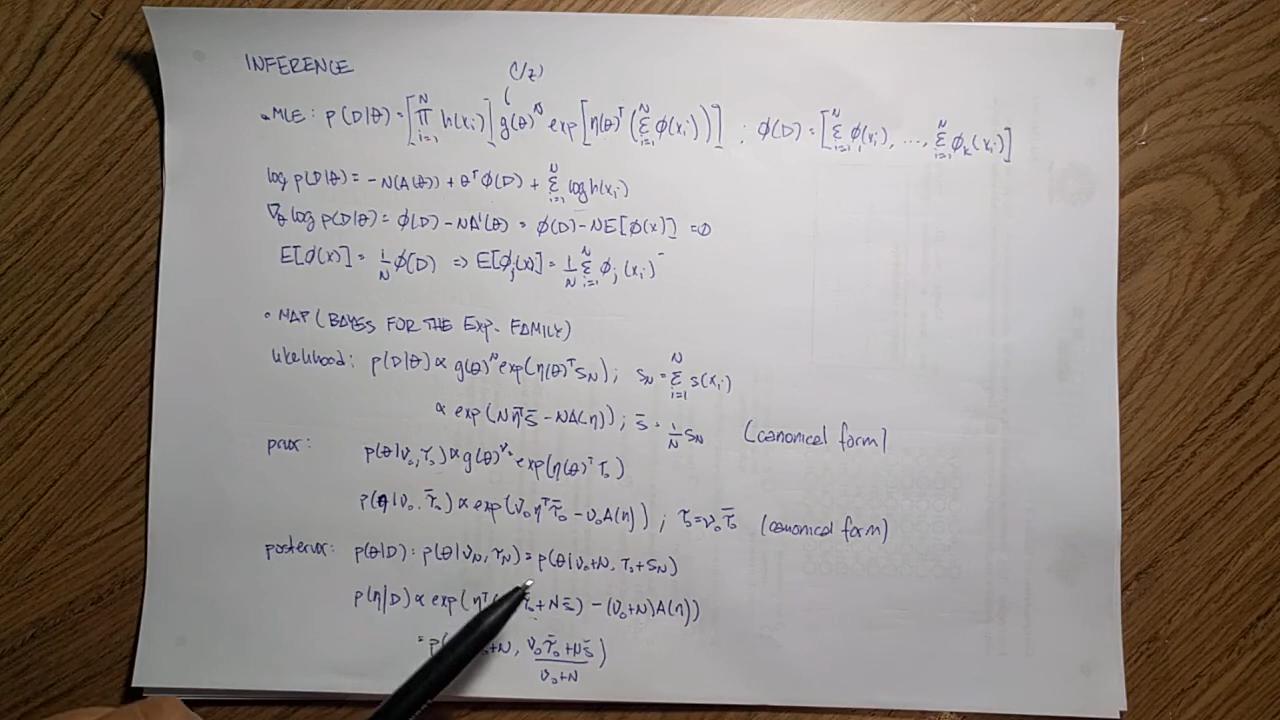 INFERENCE
(1/Z)
• MLE: p(D|θ) = [∏_{i=1}^{N} h(x_i)] g(θ)^N exp[η(θ)^T (∑_{i=1}^{N} ϕ(x_i))] ; ϕ(D) = [∑_{i=1}^{N} ϕ_1(x_i), ..., ∑_{i=1}^{N} ϕ_K(x_i)]
log p(D|θ) = -N(A(θ)) + θ^T ϕ(D) + ∑_{i=1}^{N} log h(x_i)
∇_θ log p(D|θ) = ϕ(D) - NA'(θ) = ϕ(D) - NE[ϕ(x)] = 0
E[ϕ(x)] = 1/N ϕ(D) ⇒ E[ϕ_j(x)] = 1/N ∑_{i=1}^{N} ϕ_j(x_i)
• MAP (BAYES FOR THE EXP. FAMILY)
likelihood: p(D|θ) ∝ g(θ)^N exp(η(θ)^T S_N); S_N = ∑_{i=1}^{N} s(x_i)
∝ exp(N η^T s̄ - NA(η)); s̄ = 1/N S_N (canonical form)
prior: p(θ|ν_0, τ_0) ∝ g(θ)^{ν_0} exp(η(θ)^T τ_0)
p(η|ν_0, τ̄_0) ∝ exp(ν_0 η^T τ̄_0 - ν_0 A(η)); τ_0 = ν_0 τ̄_0 (canonical form)
posterior: p(θ|D) : p(θ|ν_N, τ_N) = p(θ|ν_0+N, τ_0+S_N)
p(η|D) ∝ exp(η^T( τ̄_0 + N s̄) - (ν_0+N)A(η))
= p( +N, (ν_0 τ̄_0 + N s̄)/(ν_0+N))